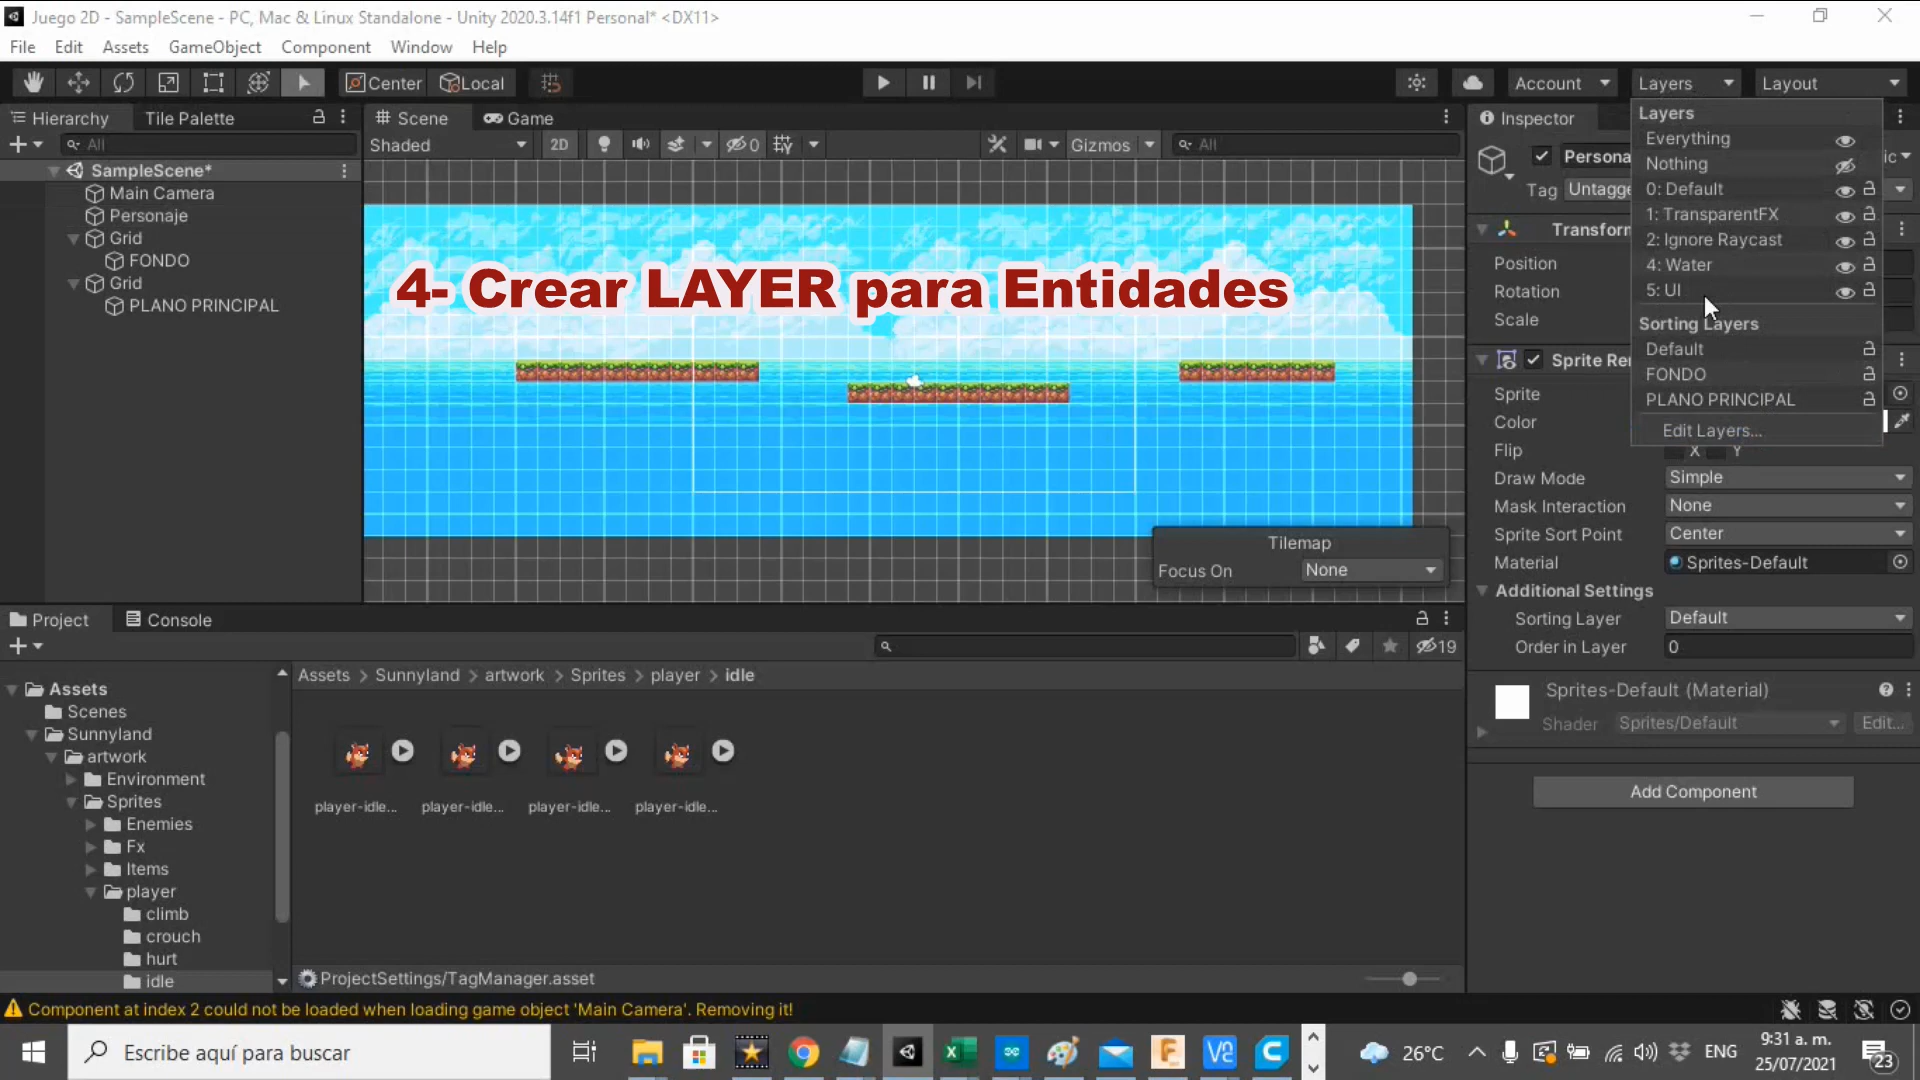 Juego 2D - SampleScene - PC, Mac & Linux Standalone - Unity 2020.3.14f1 Personal* <DX11>
File Edit Assets GameObject Component Window Help
Center Local Account Layers Layout
Hierarchy Tile Palette
All
SampleScene*
Main Camera
Personaje
Grid
FONDO
Grid
PLANO PRINCIPAL
Scene Game
Shaded 2D 0 Gizmos All
4- Crear LAYER para Entidades
Tilemap
Focus On None
Inspector
Persona ic
Tag Untagge
Transforn
Position
Rotation
Scale
Sprite Re
Sprite
Color
Flip X Y
Draw Mode Simple
Mask Interaction None
Sprite Sort Point Center
Material Sprites-Default
Additional Settings
Sorting Layer Default
Order in Layer 0
Sprites-Default (Material)
Shader Sprites/Default Edit...
Add Component
Layers
Everything
Nothing
0: Default
1: TransparentFX
2: Ignore Raycast
4: Water
5: UI
Sorting Layers
Default
FONDO
PLANO PRINCIPAL
Edit Layers...
Project Console
19
Assets
Scenes
Sunnyland
artwork
Environment
Sprites
Enemies
Fx
Items
player
climb
crouch
hurt
idle
Assets > Sunnyland > artwork > Sprites > player > idle
player-idle... player-idle... player-idle... player-idle...
ProjectSettings/TagManager.asset
Component at index 2 could not be loaded when loading game object 'Main Camera'. Removing it!
Escribe aquí para buscar
26°C ENG
9:31 a. m.
25/07/2021
23